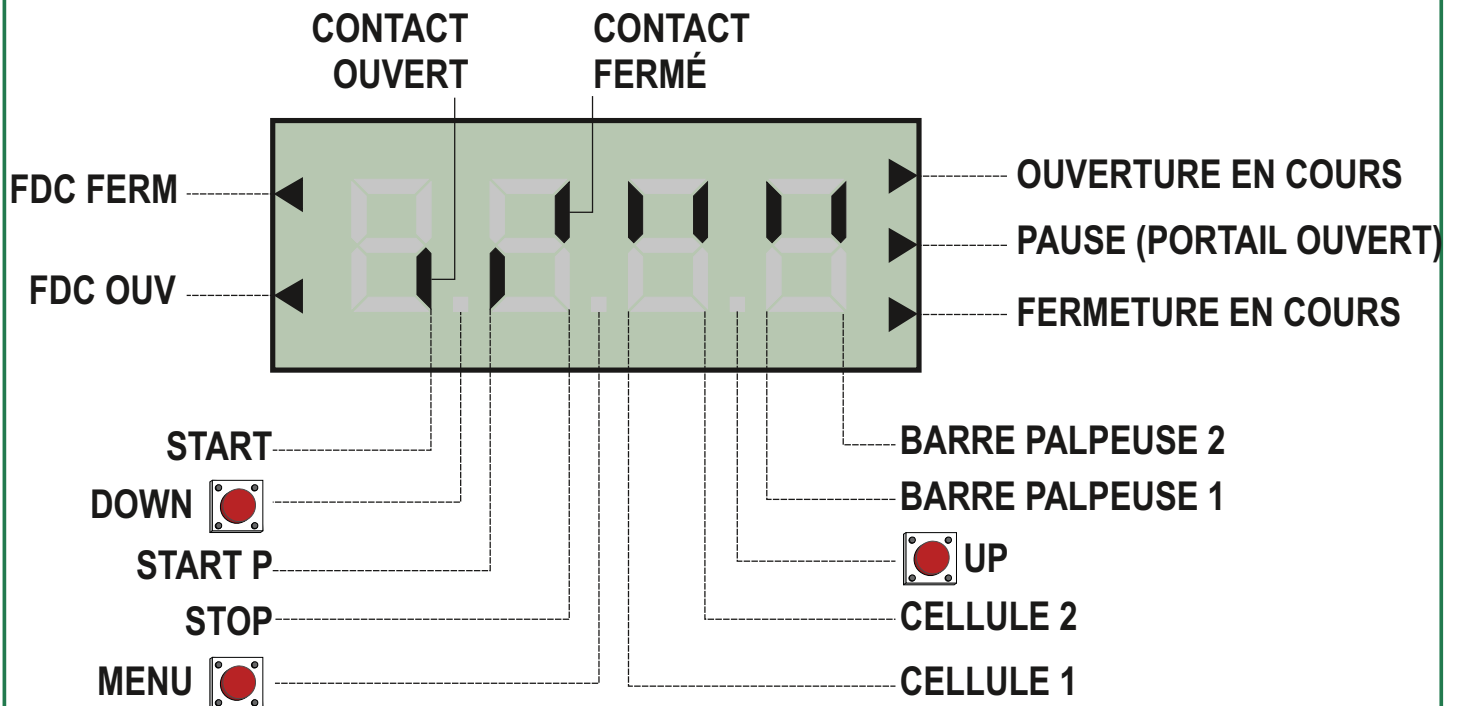 CONTACT
OUVERT
CONTACT
FERMÉ
FDC FERM
FDC OUV
OUVERTURE EN COURS
PAUSE (PORTAIL OUVERT)
FERMETURE EN COURS
START
DOWN
START P
STOP
MENU
BARRE PALPEUSE 2
BARRE PALPEUSE 1
UP
CELLULE 2
CELLULE 1